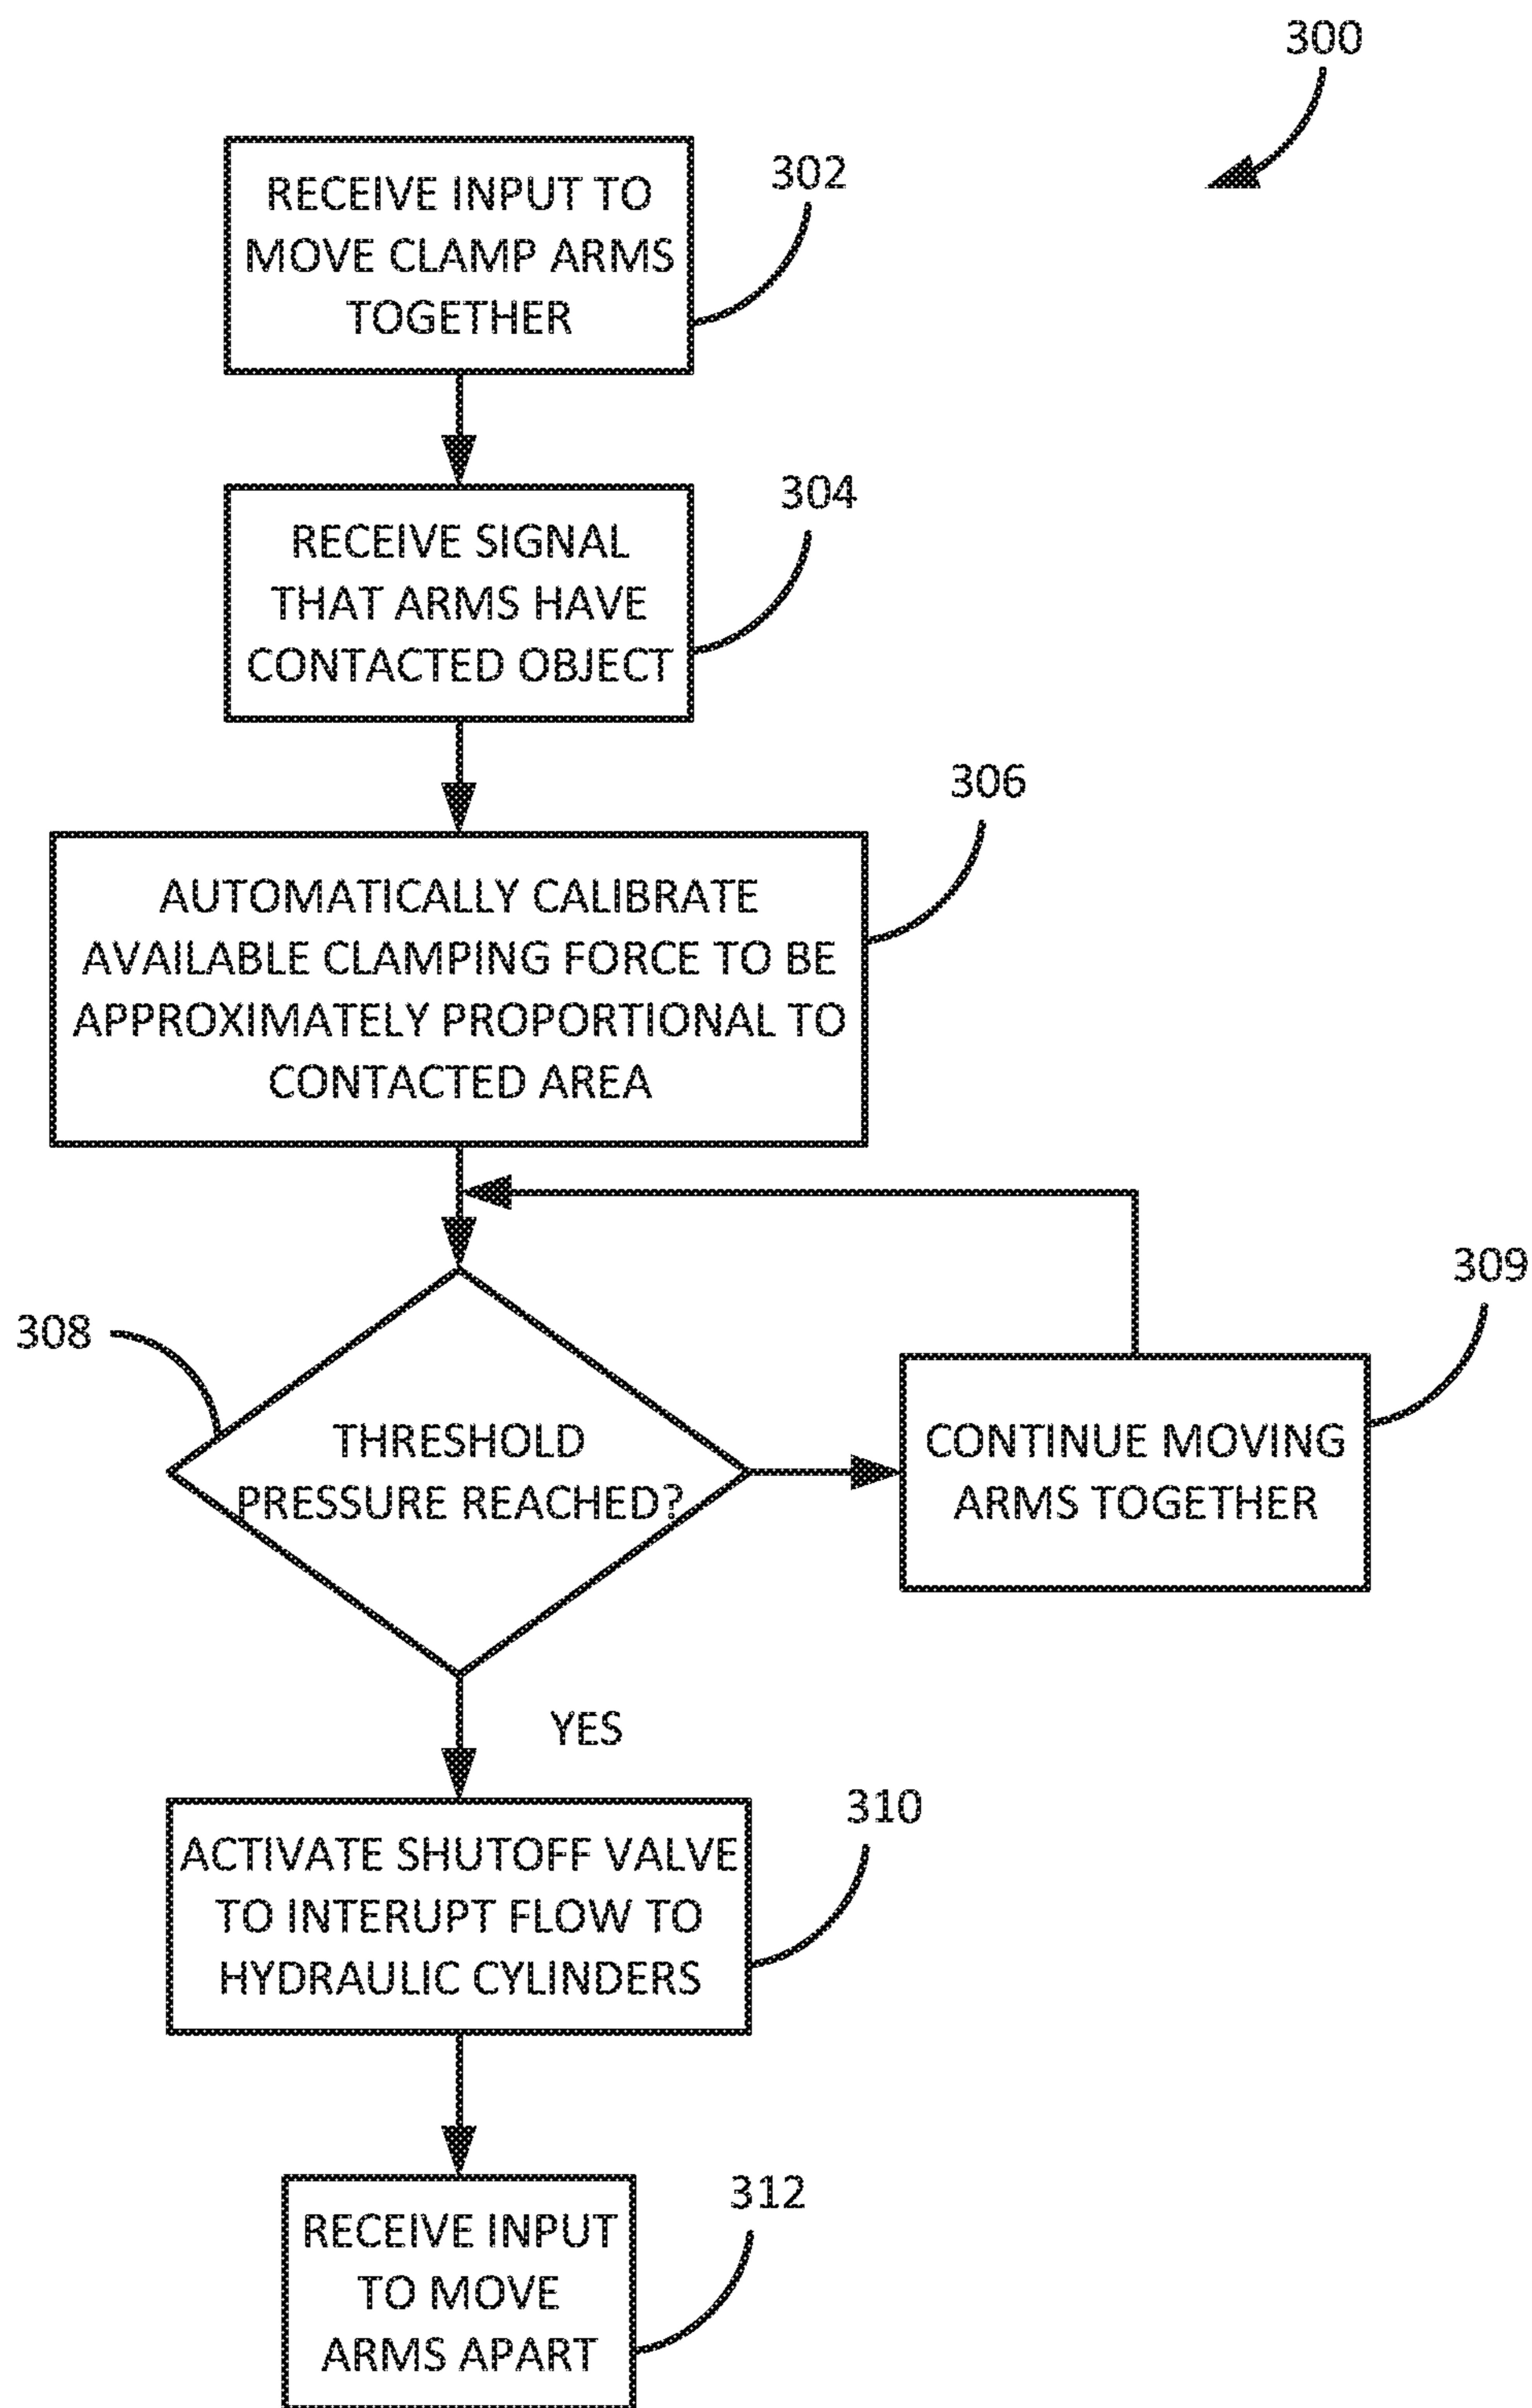 300
RECEIVE INPUT TO
MOVE CLAMP ARMS
TOGETHER
302
RECEIVE SIGNAL
THAT ARMS HAVE
CONTACTED OBJECT
304
AUTOMATICALLY CALIBRATE
AVAILABLE CLAMPING FORCE TO BE
APPROXIMATELY PROPORTIONAL TO
CONTACTED AREA
306
308
THRESHOLD
PRESSURE REACHED?
CONTINUE MOVING
ARMS TOGETHER
309
YES
ACTIVATE SHUTOFF VALVE
TO INTERUPT FLOW TO
HYDRAULIC CYLINDERS
310
RECEIVE INPUT
TO MOVE
ARMS APART
312